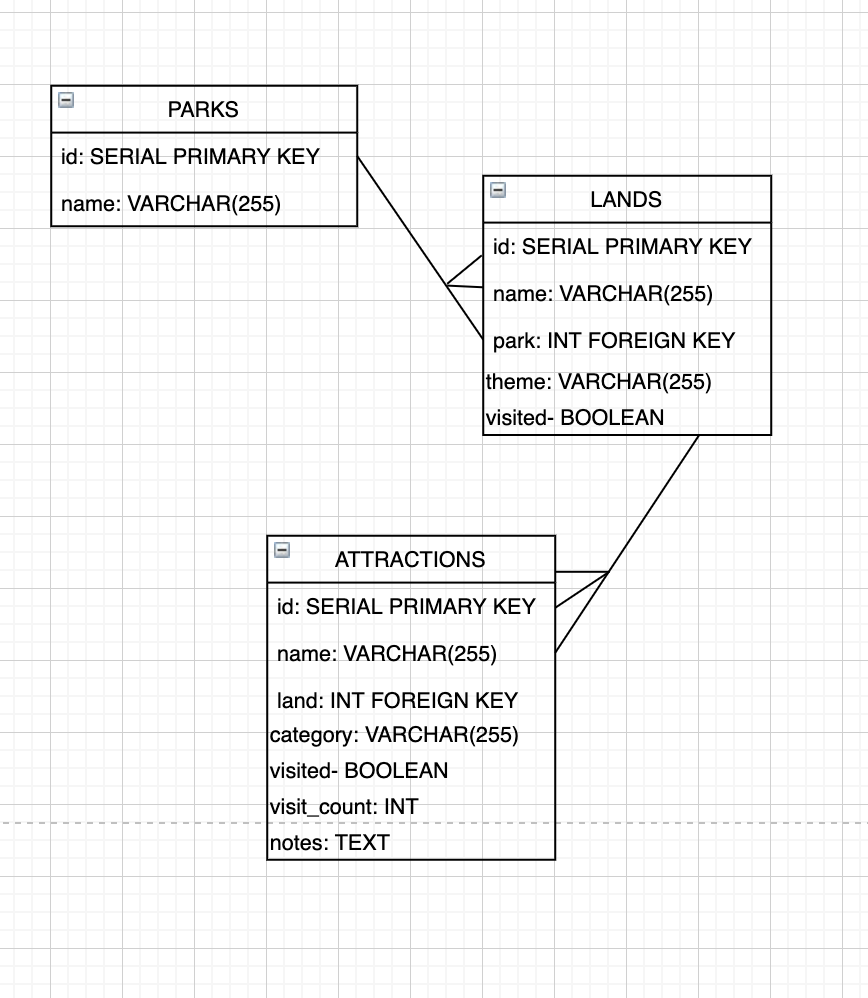 PARKS
id: SERIAL PRIMARY KEY
name: VARCHAR(255)
LANDS
id: SERIAL PRIMARY KEY
name: VARCHAR(255)
park: INT FOREIGN KEY
theme: VARCHAR(255)
visited- BOOLEAN
ATTRACTIONS
id: SERIAL PRIMARY KEY
name: VARCHAR(255)
land: INT FOREIGN KEY
category: VARCHAR(255)
visited- BOOLEAN
visit_count: INT
notes: TEXT